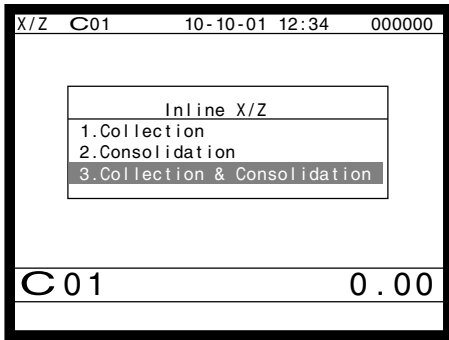 X/Z C01 10-10-01 12:34 000000
Inline X/Z
1.Collection
2.Consolidation
3.Collection & Consolidation
C01 0.00